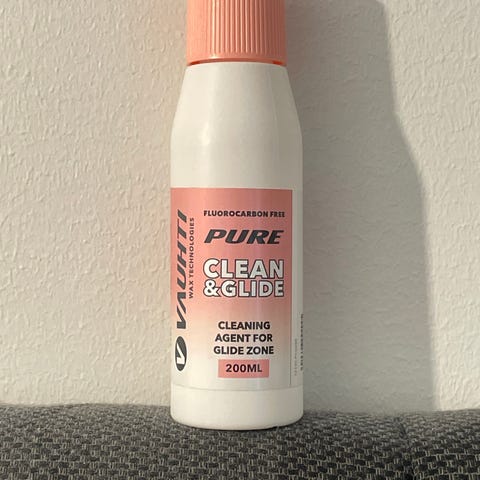 VAUHTI
WAX TECHNOLOGIES
FLUOROCARBON FREE
PURE
CLEAN
&GLIDE
CLEANING
AGENT FOR
GLIDE ZONE
200ML